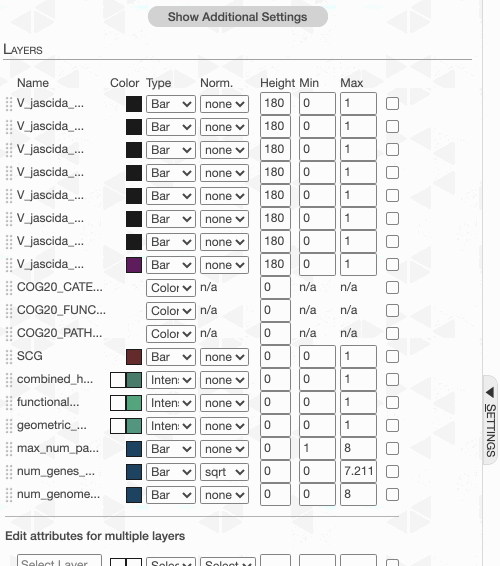 Show Additional Settings
LAYERS
Name Color Type Norm. Height Min Max
V_jascida_... Bar none 180 0 1
V_jascida_... Bar none 180 0 1
V_jascida_... Bar none 180 0 1
V_jascida_... Bar none 180 0 1
V_jascida_... Bar none 180 0 1
V_jascida_... Bar none 180 0 1
V_jascida_... Bar none 180 0 1
V_jascida_... Bar none 180 0 1
COG20_CATE... Color n/a 0 n/a n/a
COG20_FUNC... Color n/a 0 n/a n/a
COG20_PATH... Color n/a 0 n/a n/a
SCG Bar none 0 0 1
combined_h... Inten: none 0 0 1
functional... Inten: none 0 0 1
geometric_... Inten: none 0 0 1
max_num_pa... Bar none 0 1 8
num_genes_... Bar sqrt 0 0 7.211
num_genome... Bar none 0 0 8
SETTINGS
Edit attributes for multiple layers
Select Layer Select